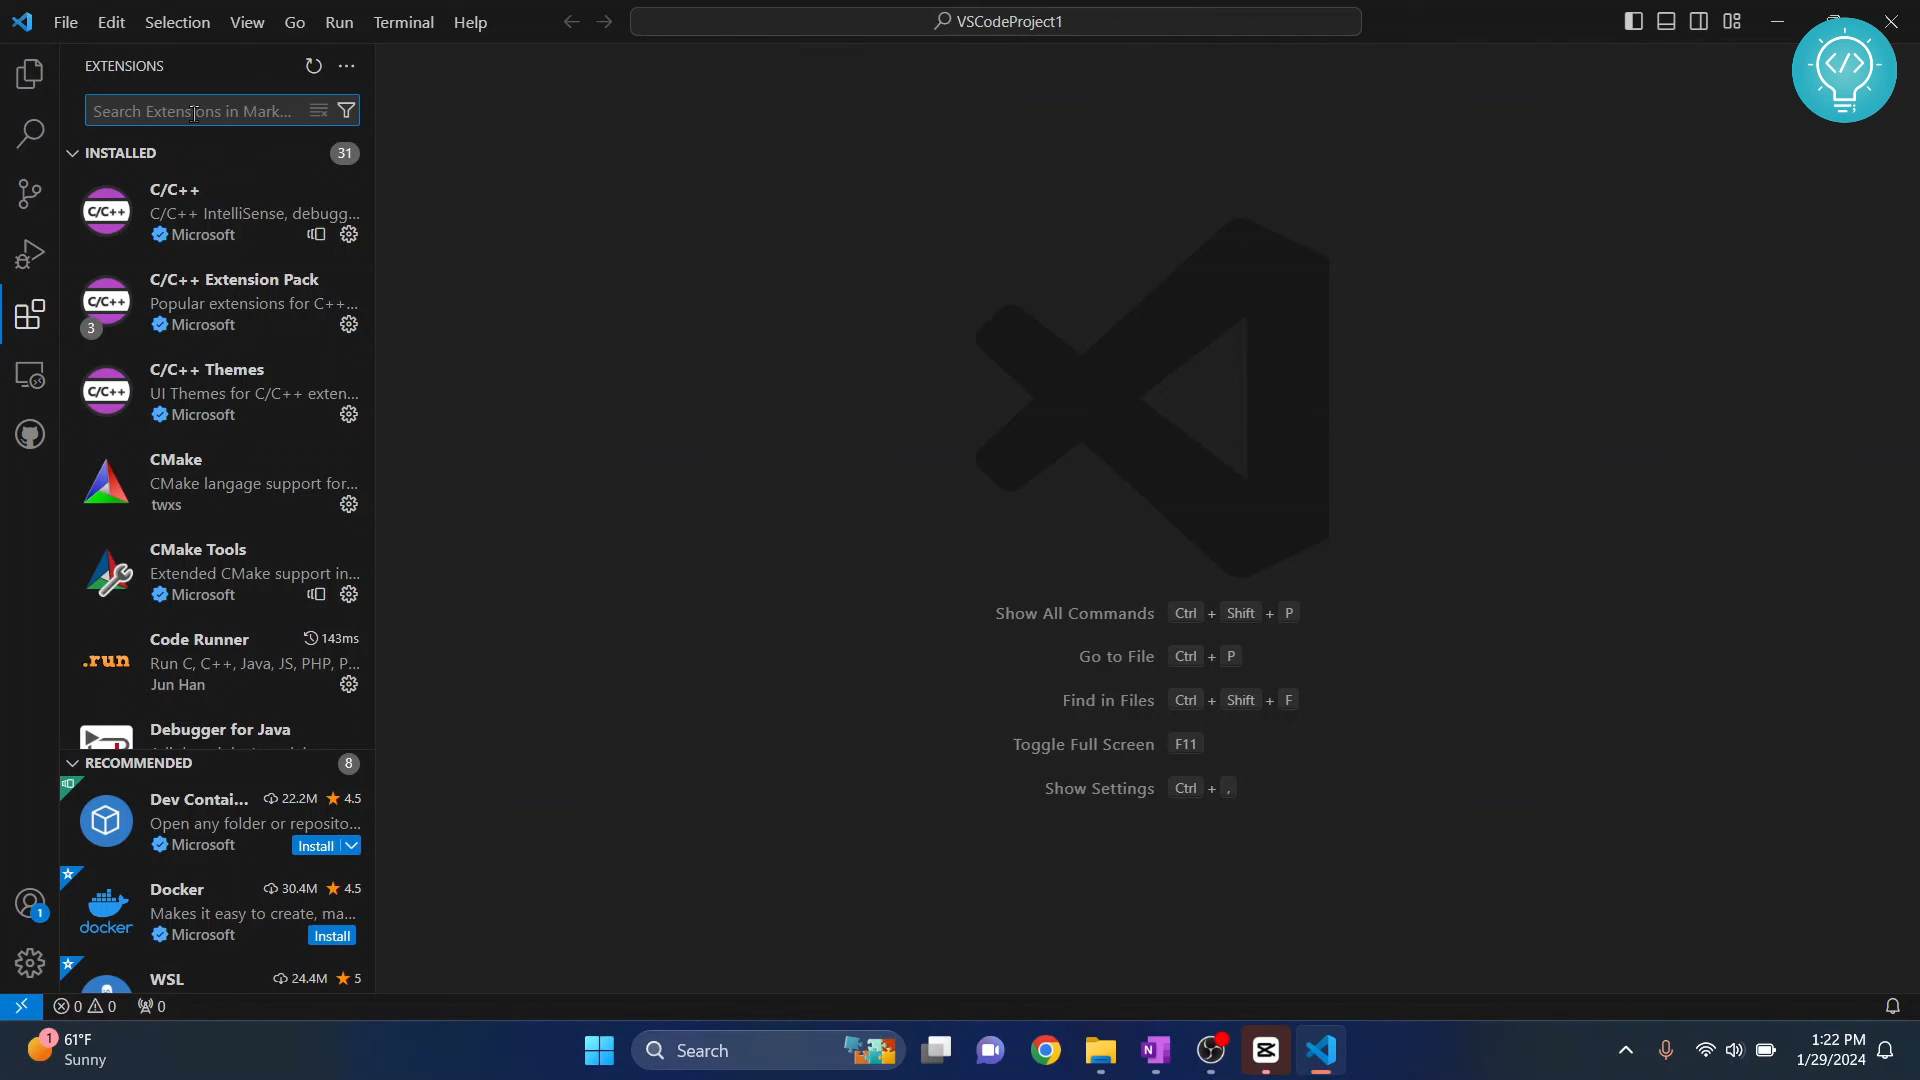 File Edit Selection View Go Run Terminal Help
VSCodeProject1
EXTENSIONS
Search Extensions in Mark...
INSTALLED 31
C/C++
C/C++ IntelliSense, debugg...
Microsoft
C/C++ Extension Pack
Popular extensions for C++...
3 Microsoft
C/C++ Themes
UI Themes for C/C++ exten...
Microsoft
CMake
CMake langage support for...
twxs
CMake Tools
Extended CMake support in...
Microsoft
Code Runner 143ms
.run Run C, C++, Java, JS, PHP, P...
Jun Han
Debugger for Java
RECOMMENDED 8
Dev Contai... 22.2M 4.5
Open any folder or reposito...
Microsoft Install
Docker 30.4M 4.5
Makes it easy to create, ma...
docker Microsoft Install
WSL 24.4M 5
Show All Commands Ctrl + Shift + P
Go to File Ctrl + P
Find in Files Ctrl + Shift + F
Toggle Full Screen F11
Show Settings Ctrl + ,
1
0 0 0
1 61°F
Sunny
Search
1:22 PM
1/29/2024